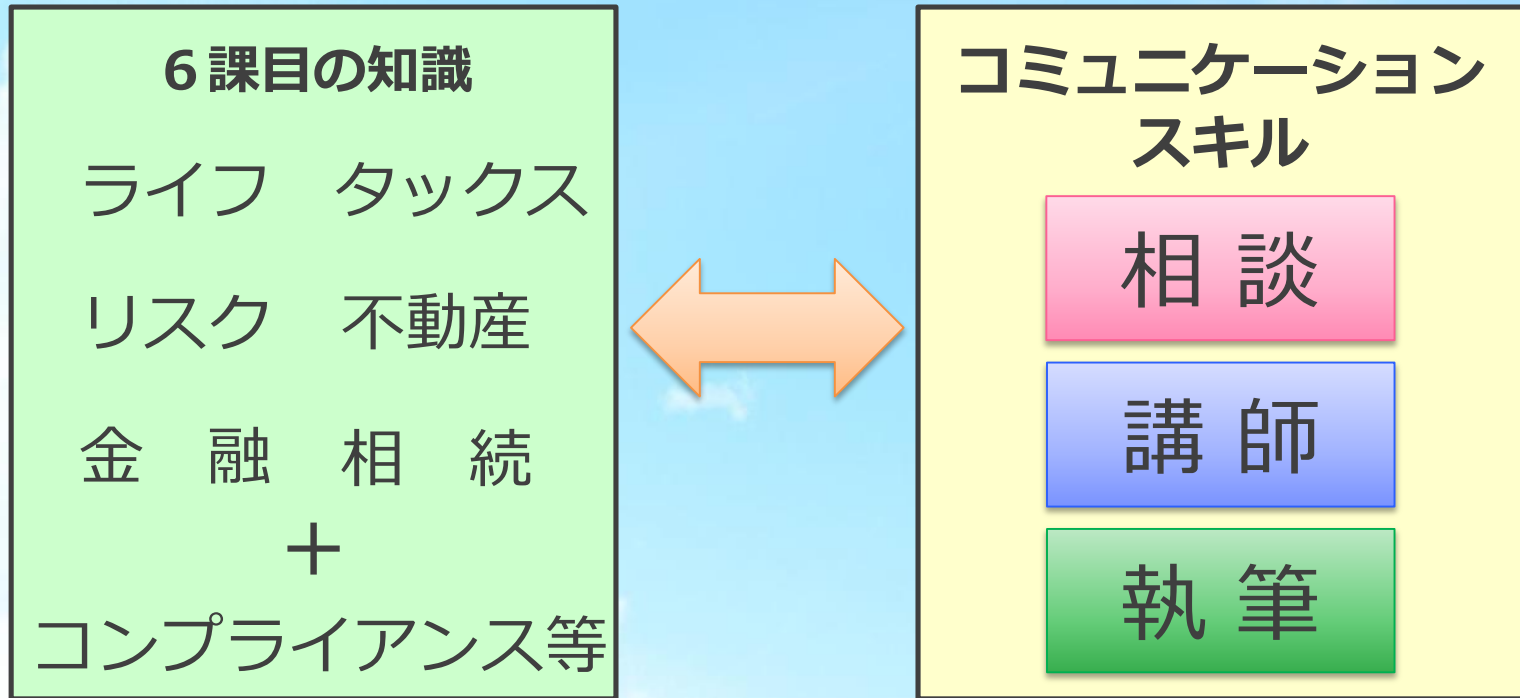 ６課目の知識
ライフ　タックス
リスク　不動産
金　融　相　続
＋
コンプライアンス等
コミュニケーション
スキル
相 談
講 師
執 筆